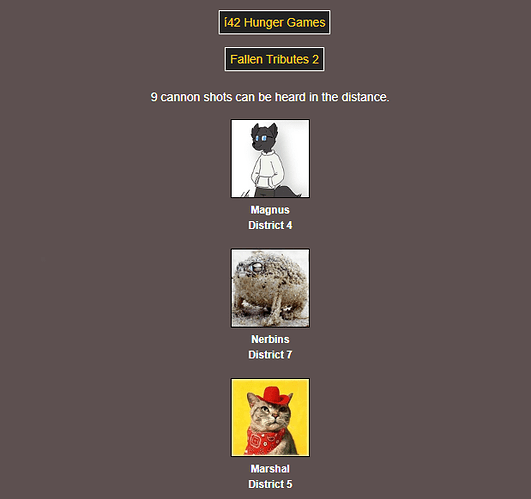 í42 Hunger Games
Fallen Tributes 2
9 cannon shots can be heard in the distance.
Magnus
District 4
Nerbins
District 7
Marshal
District 5